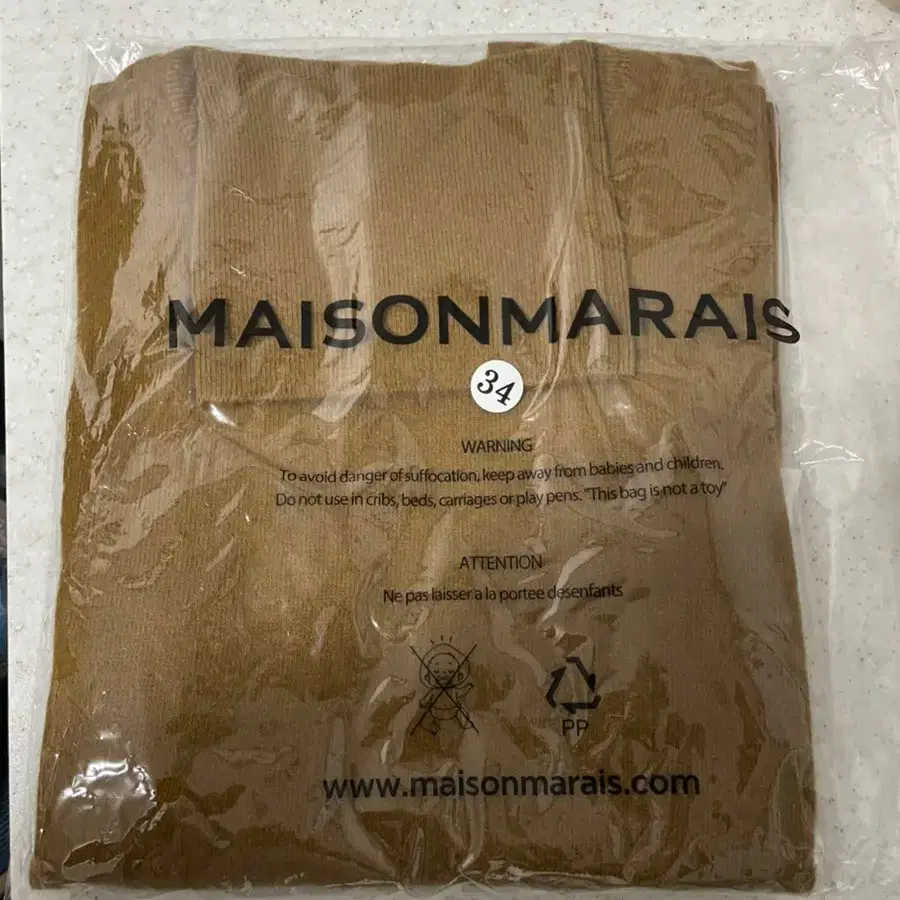 MAISONMARAIS
34
WARNING
To avoid danger of suffocation, keep away from babies and children.
Do not use in cribs, beds, carriages or play pens. "This bag is not a toy"
ATTENTION
Ne pas laisser a la portee desenfants
PP
www.maisonmarais.com